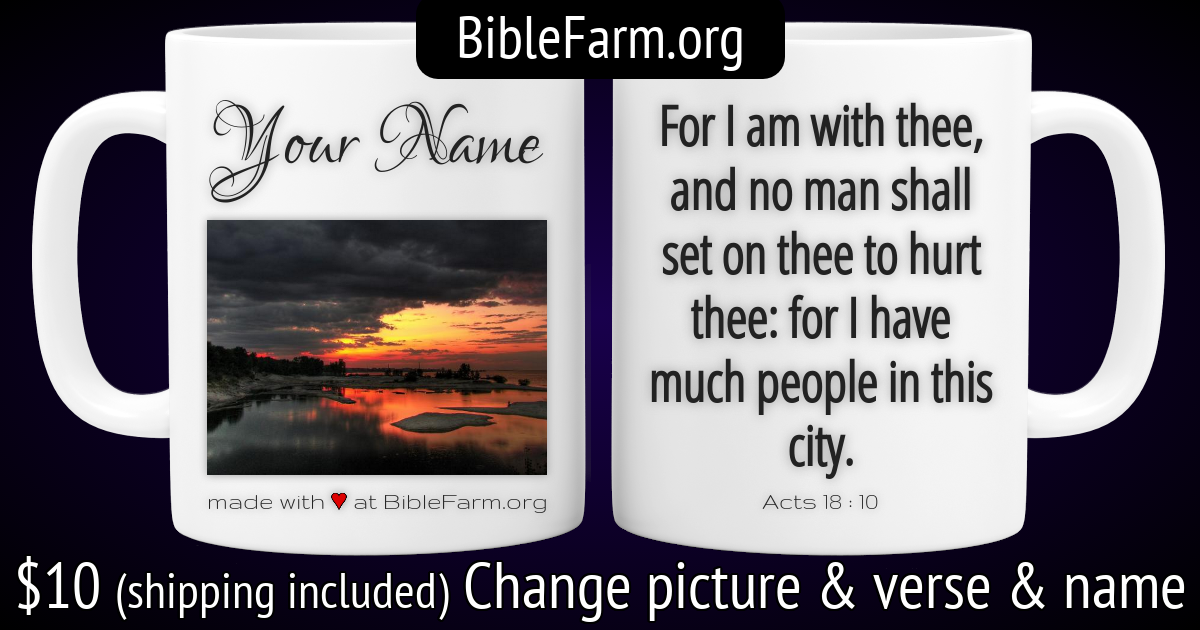 BibleFarm.org
Your Name
made with ♥ at BibleFarm.org
For I am with thee,
and no man shall
set on thee to hurt
thee: for I have
much people in this
city.
Acts 18 : 10
$10 (shipping included) Change picture & verse & name